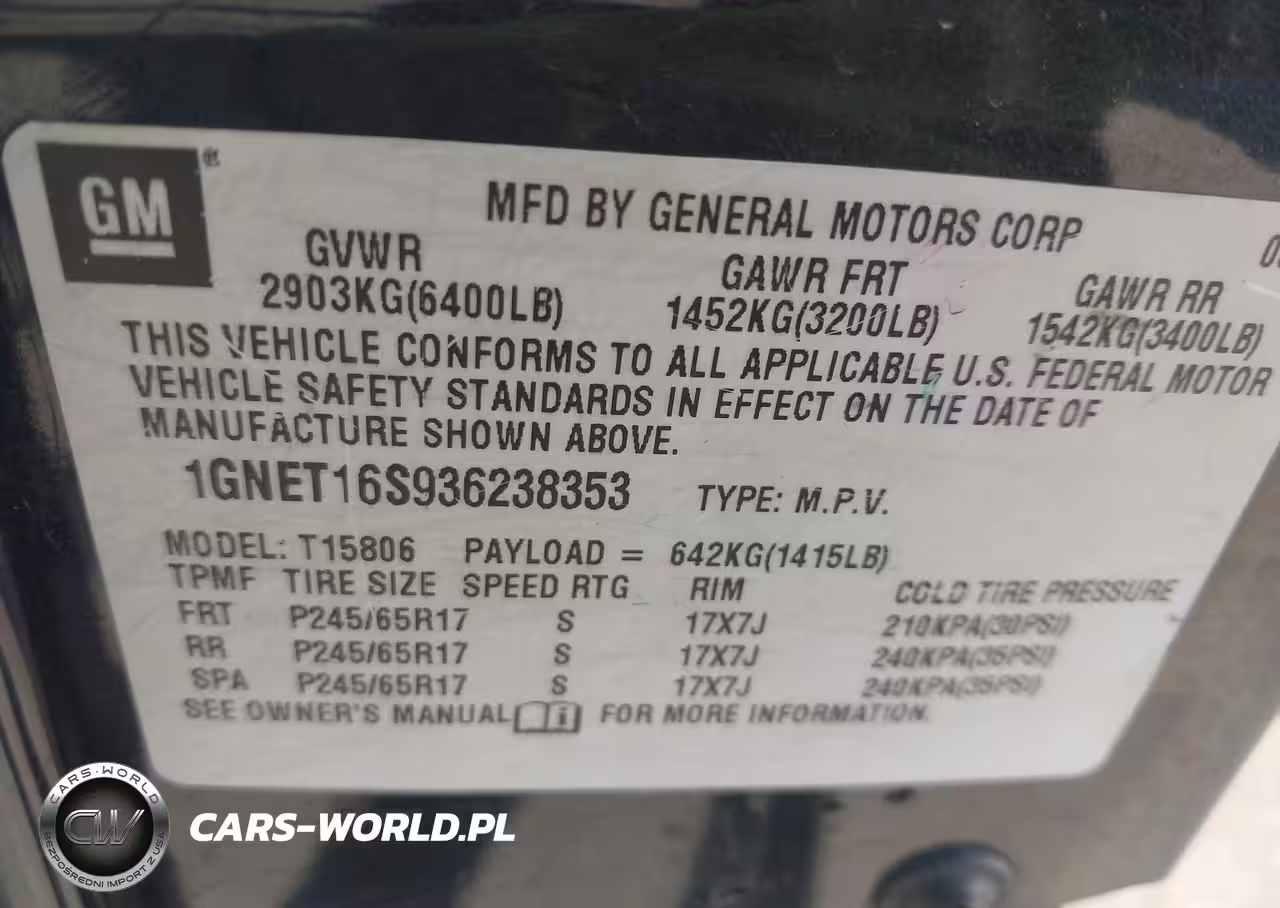 GM®
MFD BY GENERAL MOTORS CORP
GVWR GAWR FRT GAWR RR
2903KG(6400LB) 1452KG(3200LB) 1542KG(3400LB)
THIS VEHICLE CONFORMS TO ALL APPLICABLE U.S. FEDERAL MOTOR
VEHICLE SAFETY STANDARDS IN EFFECT ON THE DATE OF
MANUFACTURE SHOWN ABOVE.
1GNET16S936238353 TYPE: M.P.V.
MODEL: T15806 PAYLOAD = 642KG(1415LB)
TPMF TIRE SIZE SPEED RTG RIM COLD TIRE PRESSURE
FRT P245/65R17 S 17X7J 210KPA(30PSI)
RR P245/65R17 S 17X7J 240KPA(35PSI)
SPA P245/65R17 S 17X7J 240KPA(35PSI)
SEE OWNER'S MANUAL FOR MORE INFORMATION.
CARS-WORLD
CW
BEZPOŚREDNI IMPORT Z USA
CARS-WORLD.PL